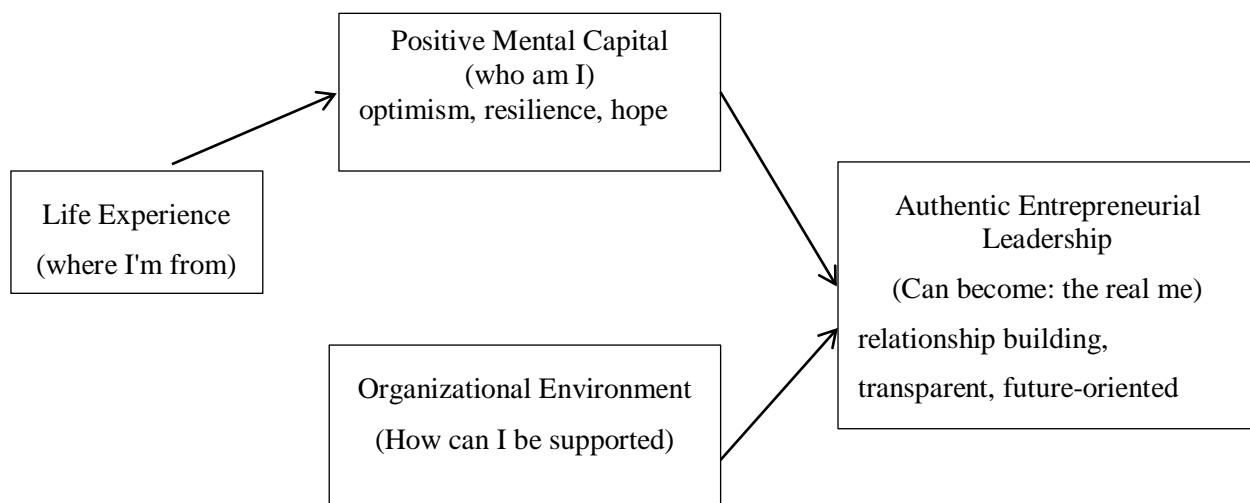 Positive Mental Capital
(who am I)
optimism, resilience, hope
Life Experience
(where I'm from)
Authentic Entrepreneurial
Leadership
(Can become: the real me)
relationship building,
transparent, future-oriented
Organizational Environment
(How can I be supported)